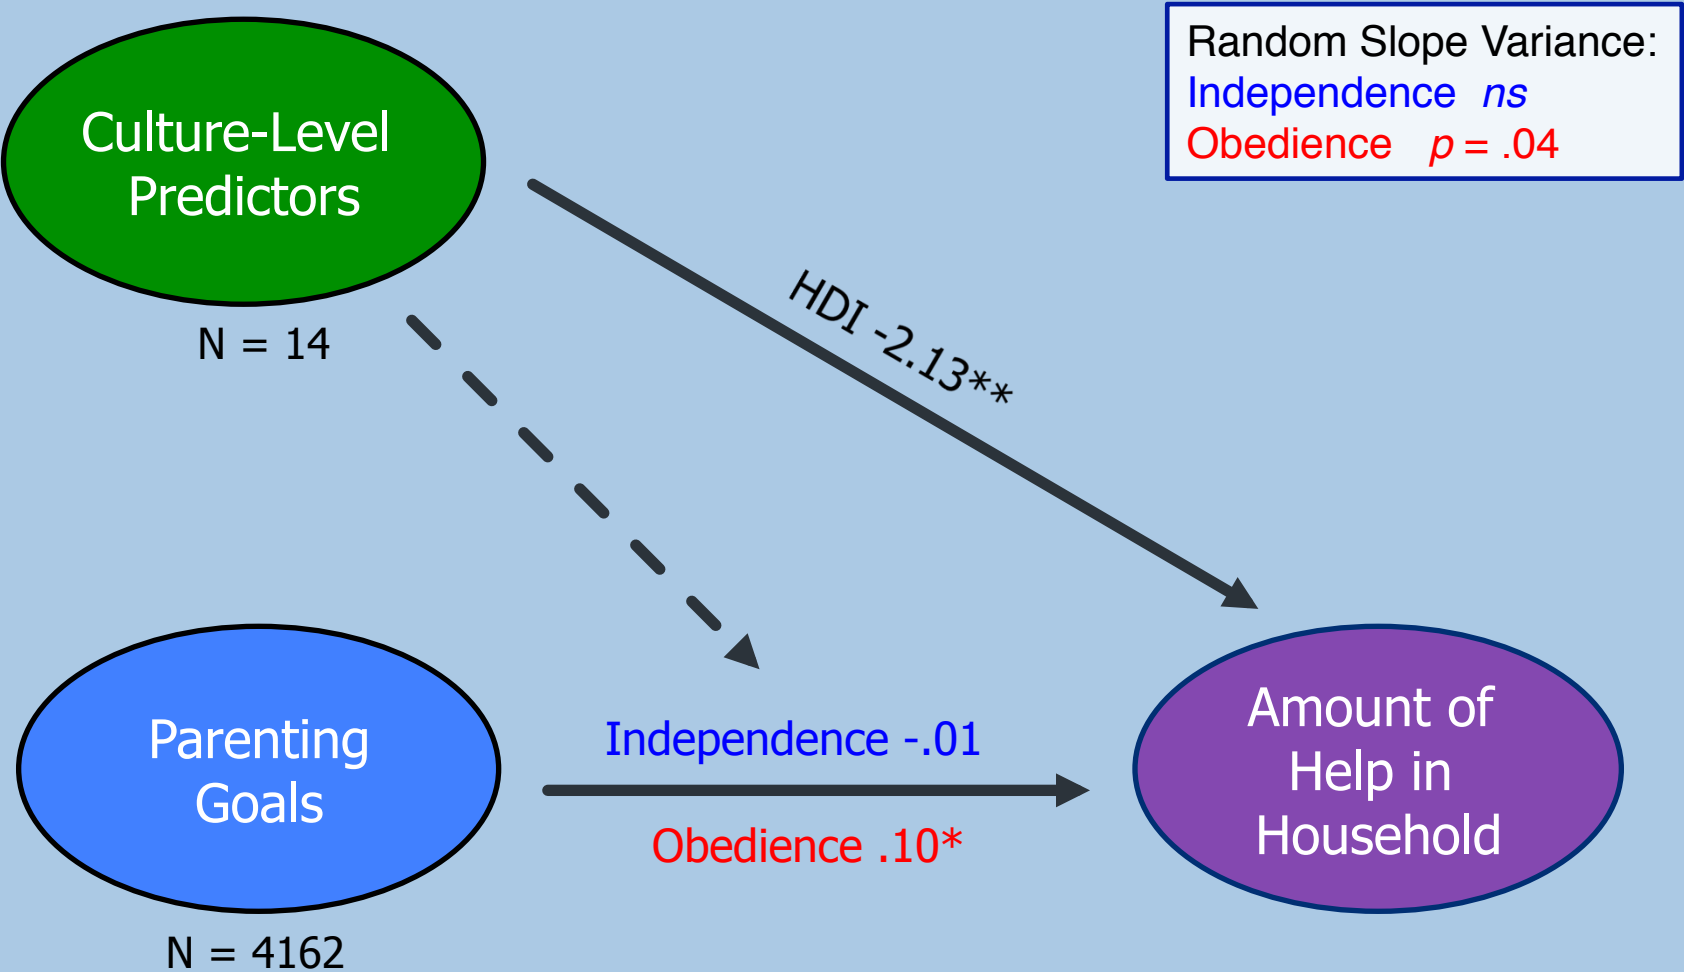 Culture-Level
Predictors
N = 14
Random Slope Variance:
Independence ns
Obedience p = .04
HDI -2.13**
Parenting
Goals
N = 4162
Independence -.01
Obedience .10*
Amount of
Help in
Household